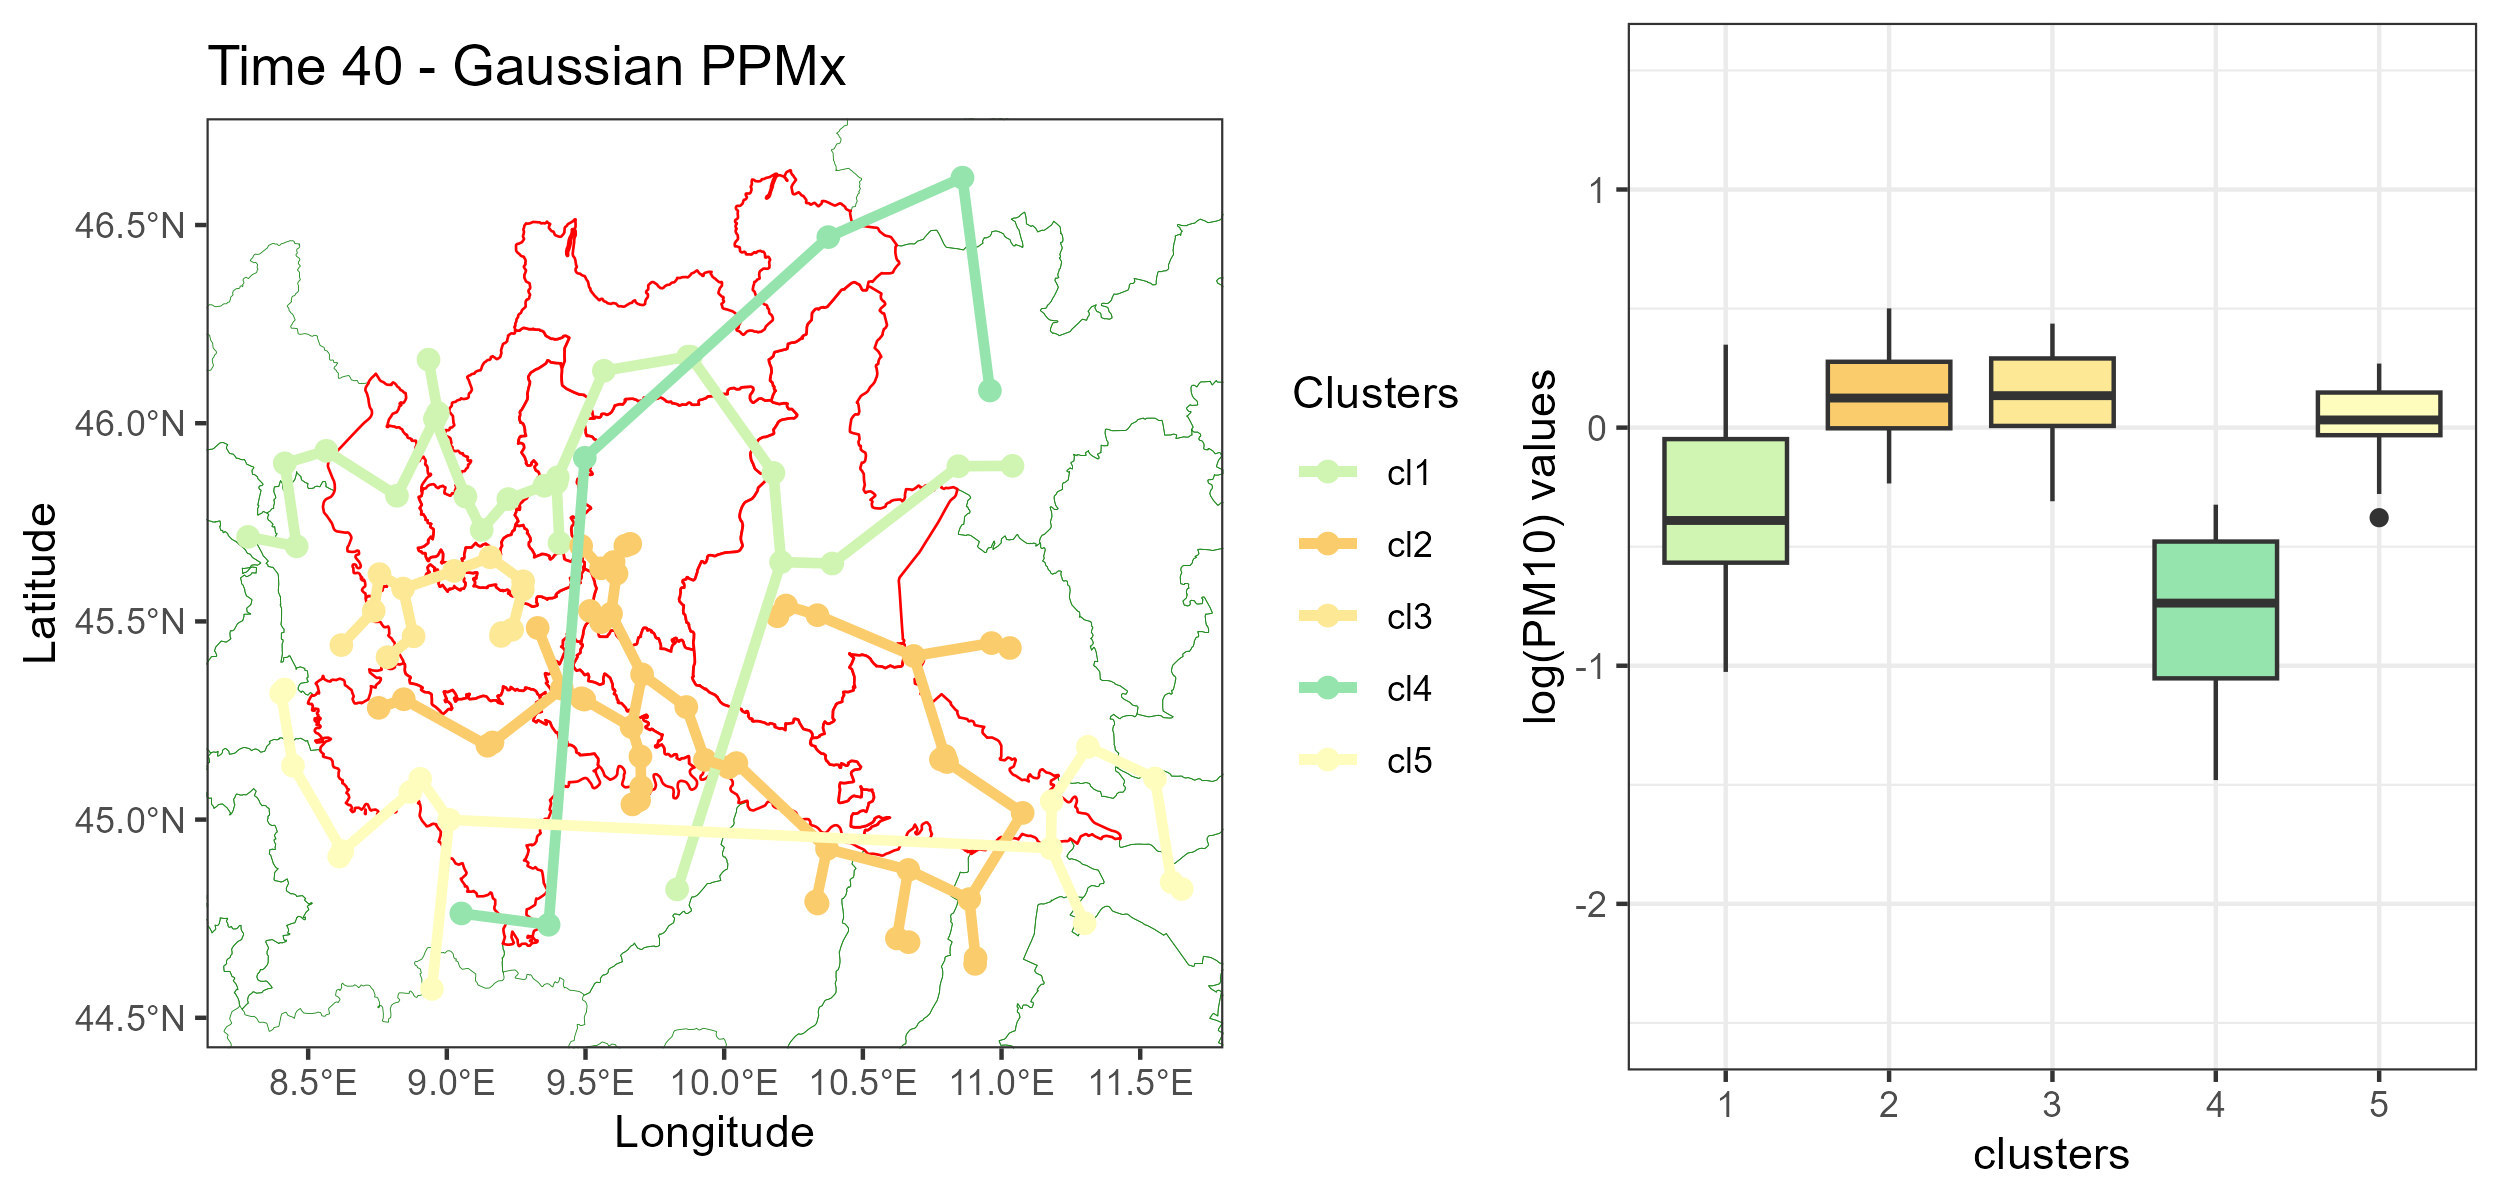 Time 40 - Gaussian PPMx
Latitude
46.5°N
46.0°N
45.5°N
45.0°N
44.5°N
8.5°E 9.0°E 9.5°E 10.0°E 10.5°E 11.0°E 11.5°E
Longitude
Clusters
cl1
cl2
cl3
cl4
cl5
log(PM10) values
1
0
-1
-2
1 2 3 4 5
clusters